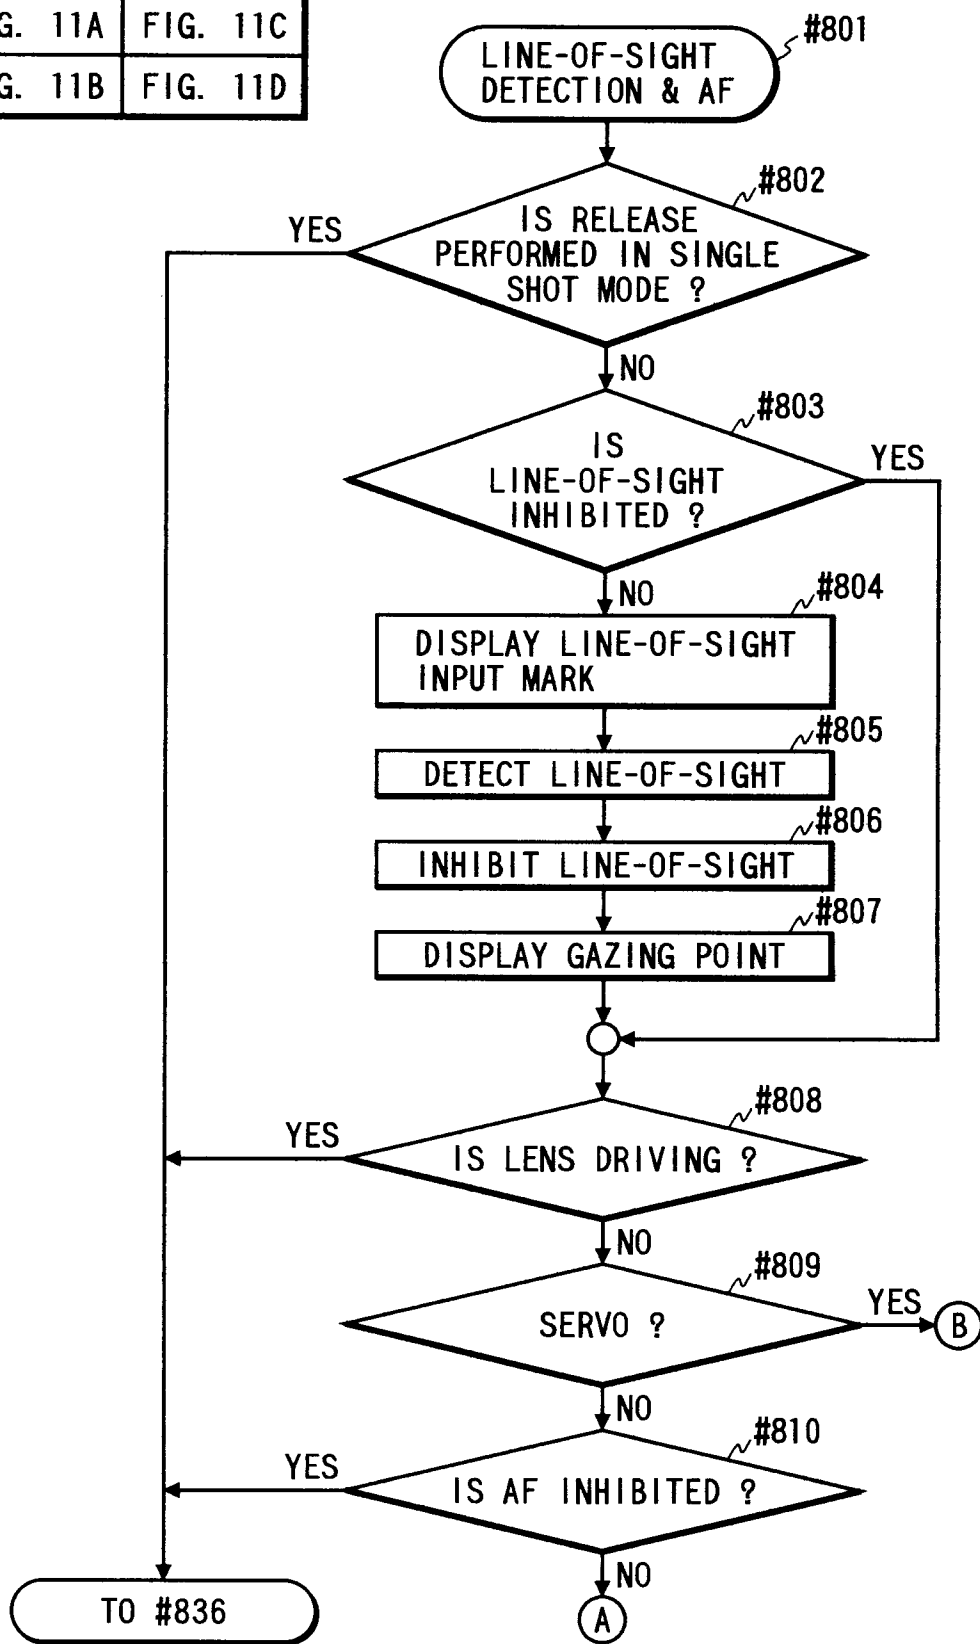 G. 11A FIG. 11C
G. 11B FIG. 11D
LINE-OF-SIGHT
DETECTION & AF
#801
#802
IS RELEASE
PERFORMED IN SINGLE
SHOT MODE ?
YES
NO
#803
IS
LINE-OF-SIGHT
INHIBITED ?
YES
NO
#804
DISPLAY LINE-OF-SIGHT
INPUT MARK
#805
DETECT LINE-OF-SIGHT
#806
INHIBIT LINE-OF-SIGHT
#807
DISPLAY GAZING POINT
#808
IS LENS DRIVING ?
YES
NO
#809
SERVO ?
YES
B
NO
#810
IS AF INHIBITED ?
YES
NO
TO #836
A